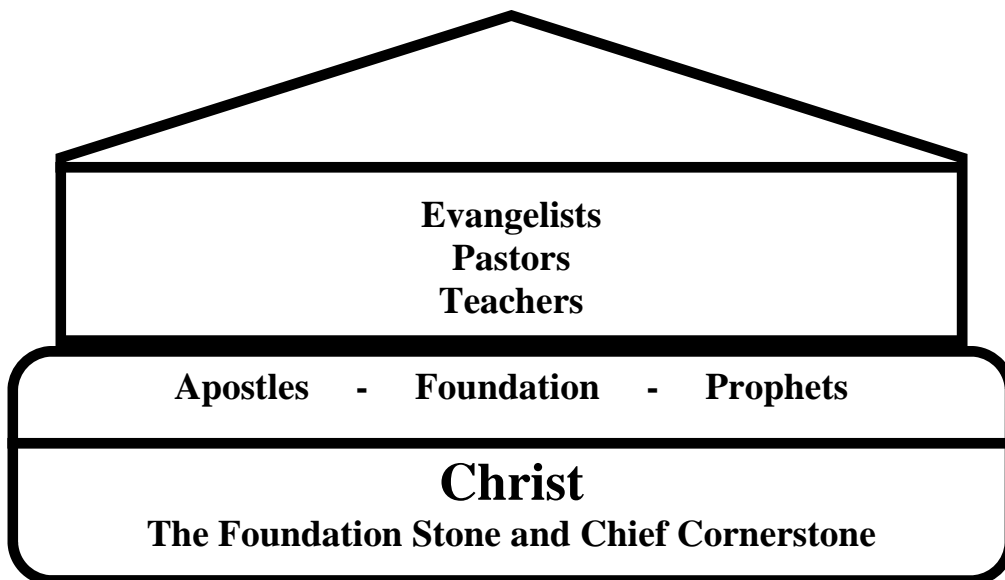 Evangelists
Pastors
Teachers
Apostles - Foundation - Prophets
Christ
The Foundation Stone and Chief Cornerstone